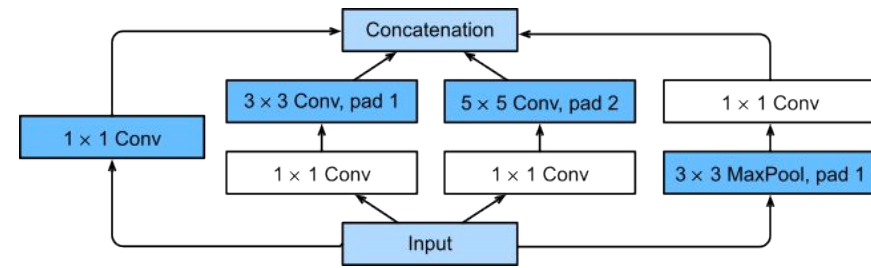 Concatenation
3 × 3 Conv, pad 1
5 × 5 Conv, pad 2
1 × 1 Conv
1 × 1 Conv
1 × 1 Conv
1 × 1 Conv
3 × 3 MaxPool, pad 1
Input